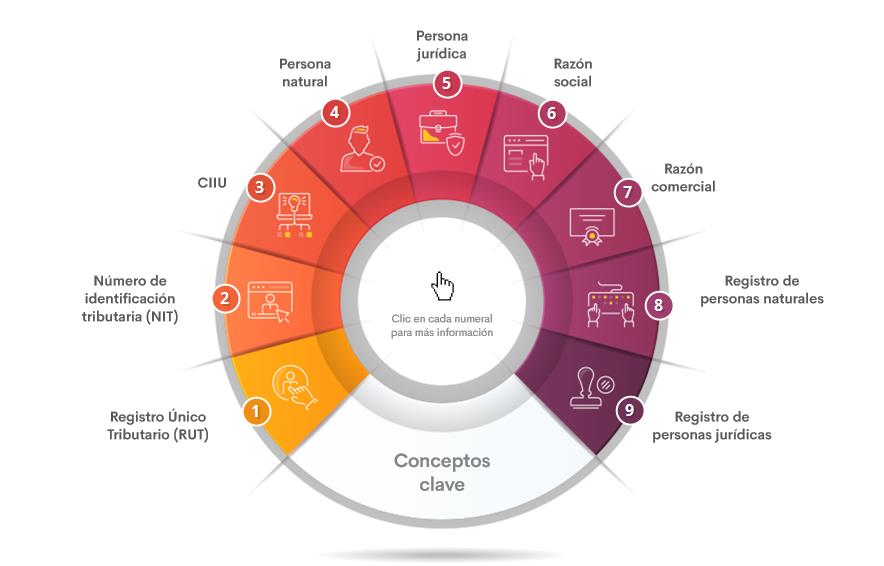 1
Registro Único
Tributario (RUT)
2
Número de
identificación
tributaria (NIT)
3
CIIU
4
Persona
natural
5
Persona
jurídica
6
Razón
social
7
Razón
comercial
8
Registro de
personas naturales
9
Registro de
personas jurídicas
Clic en cada numeral
para más información
Conceptos
clave